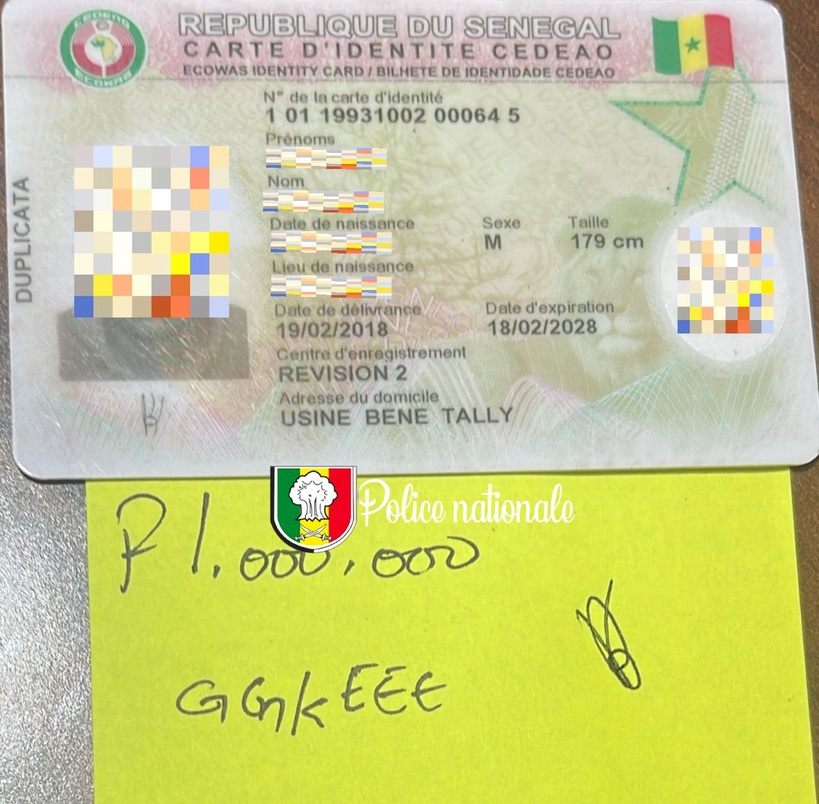 CEDEAO
ECOWAS
REPUBLIQUE DU SENEGAL
CARTE D'IDENTITE CEDEAO
ECOWAS IDENTITY CARD / BILHETE DE IDENTIDADE CEDEAO
DUPLICATA
N° de la carte d'identité
1 01 19931002 00064 5
Prénoms
Nom
Date de naissance
Sexe
Taille
M
179 cm
Lieu de naissance
Date de délivrance
Date d'expiration
19/02/2018
18/02/2028
Centre d'enregistrement
REVISION 2
Adresse du domicile
USINE BENE TALLY
Police nationale
P 1.000.000